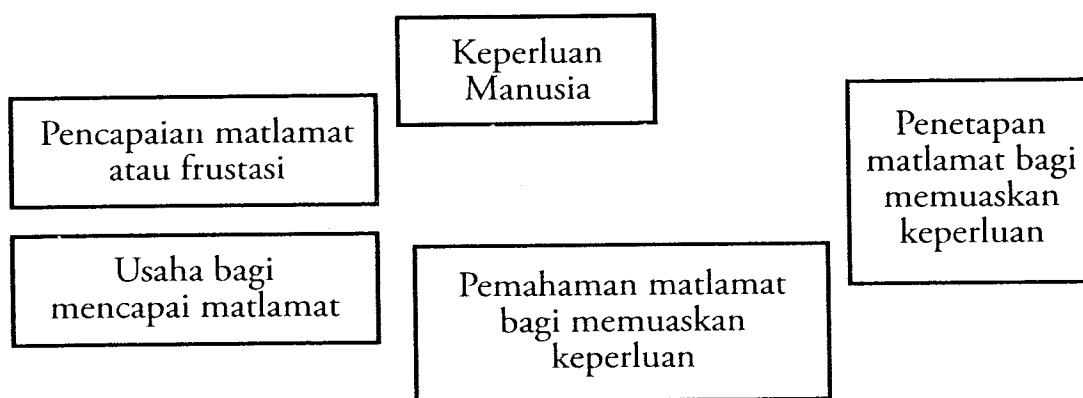 Keperluan
Manusia
Pencapaian matlamat
atau frustasi
Penetapan
matlamat bagi
memuaskan
keperluan
Usaha bagi
mencapai matlamat
Pemahaman matlamat
bagi memuaskan
keperluan